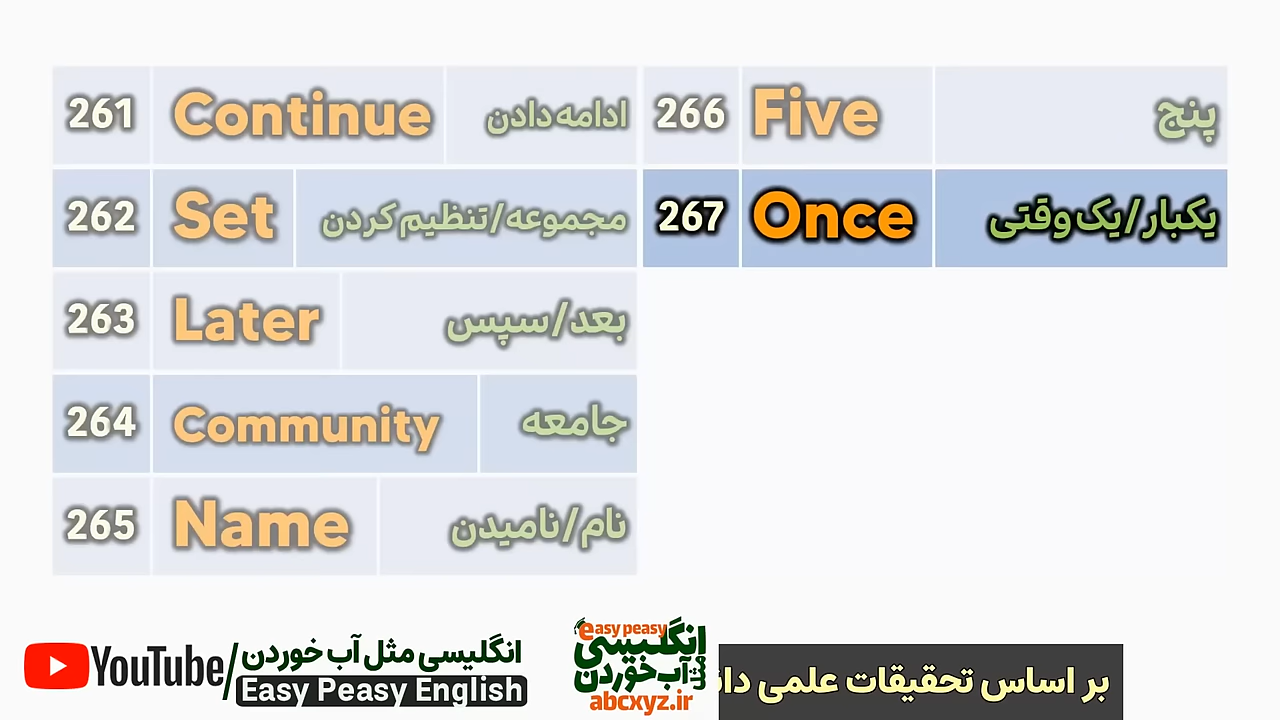 261 Continue ادامه دادن
262 Set مجموعه/تنظیم کردن
263 Later بعد/سپس
264 Community جامعه
265 Name نام/نامیدن
266 Five پنج
267 Once یکبار/یک وقتی
YouTube/انگلیسی مثل آب خوردن
Easy Peasy English
easy peasy
انگلیسی
مثل آب خوردن
abcxyz.ir
بر اساس تحقیقات علمی